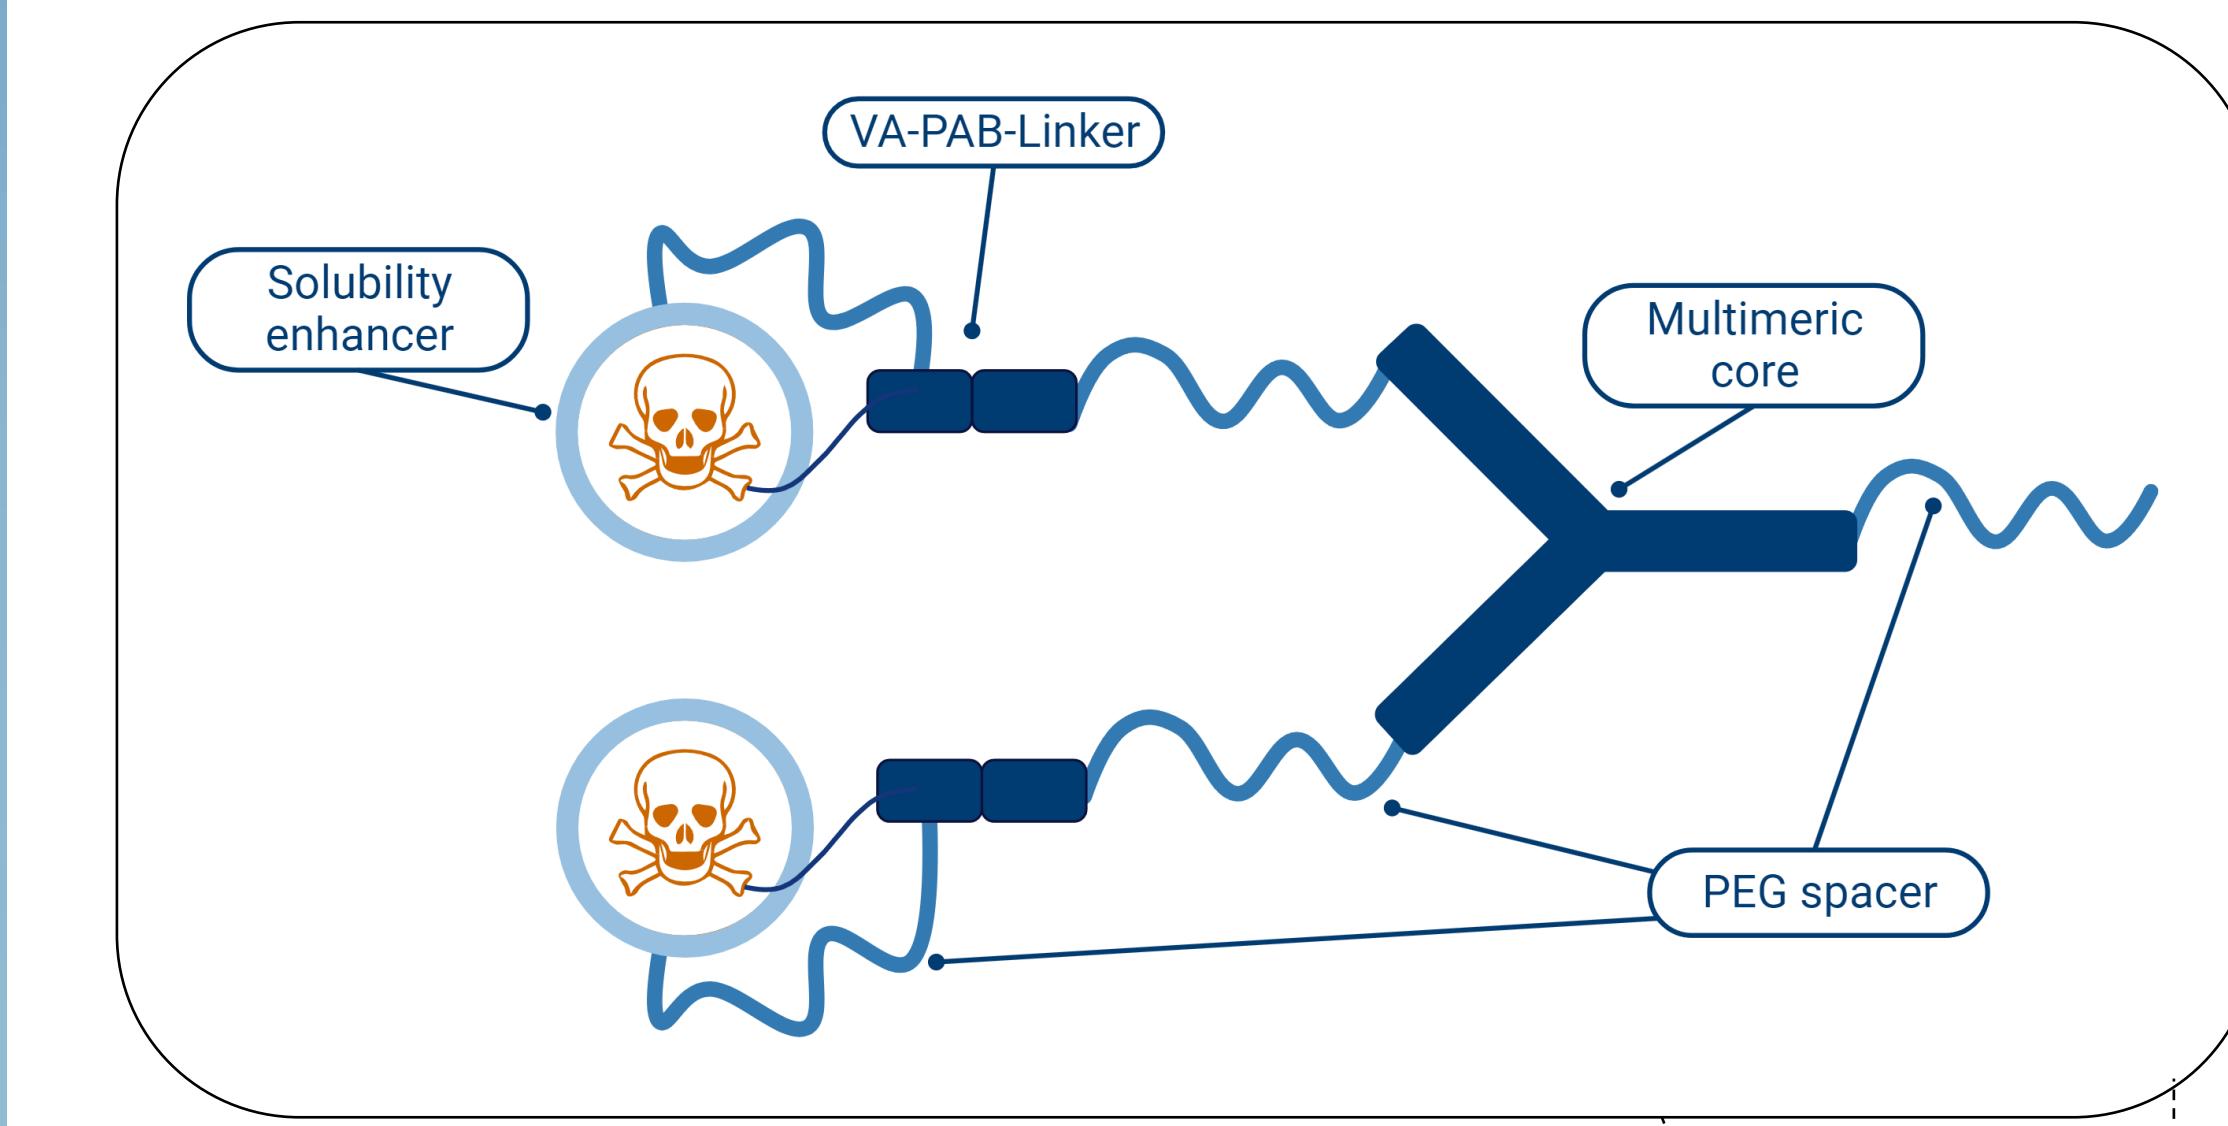 VA-PAB-Linker
Solubility
enhancer
Multimeric
core
PEG spacer